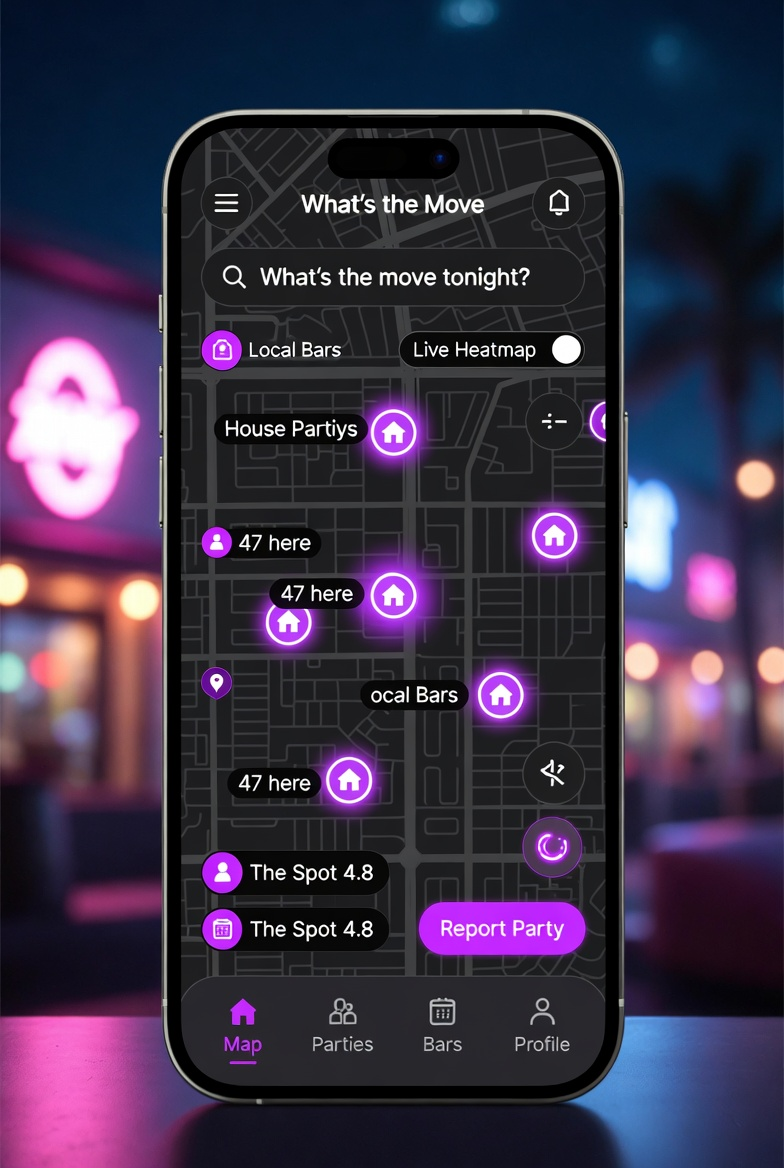 What's the Move
What's the move tonight?
Local Bars
Live Heatmap
House Partiys
47 here
47 here
ocal Bars
47 here
The Spot 4.8
The Spot 4.8
Report Party
Map
Parties
Bars
Profile